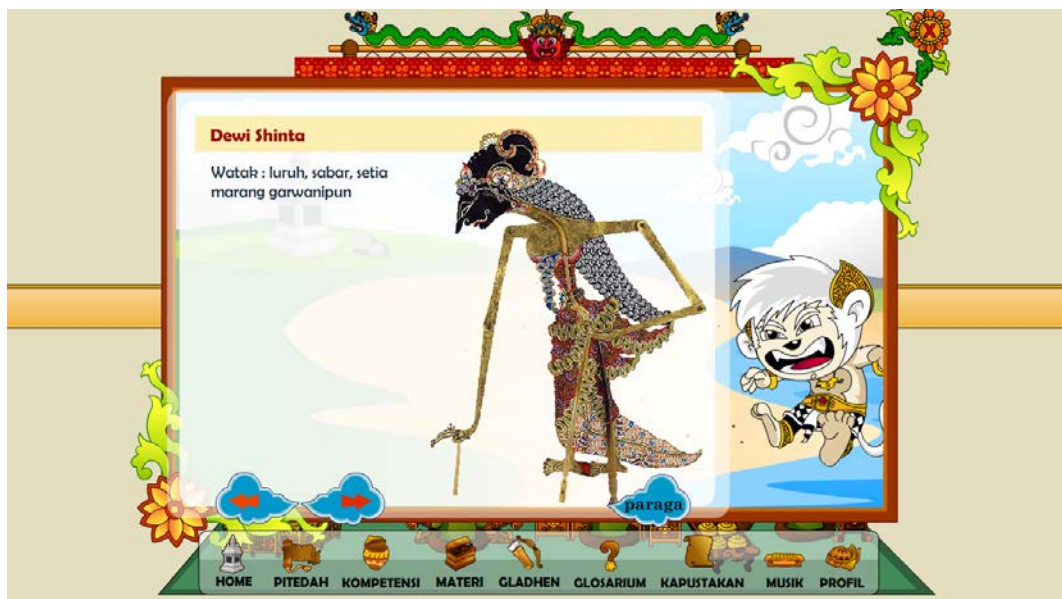 X
Dewi Shinta
Watak : luruh, sabar, setia
marang garwanipun
paraga
HOME PITEDAH KOMPETENSI MATERI GLADHEN GLOSARIUM KAPUSTAKAN MUSIK PROFIL